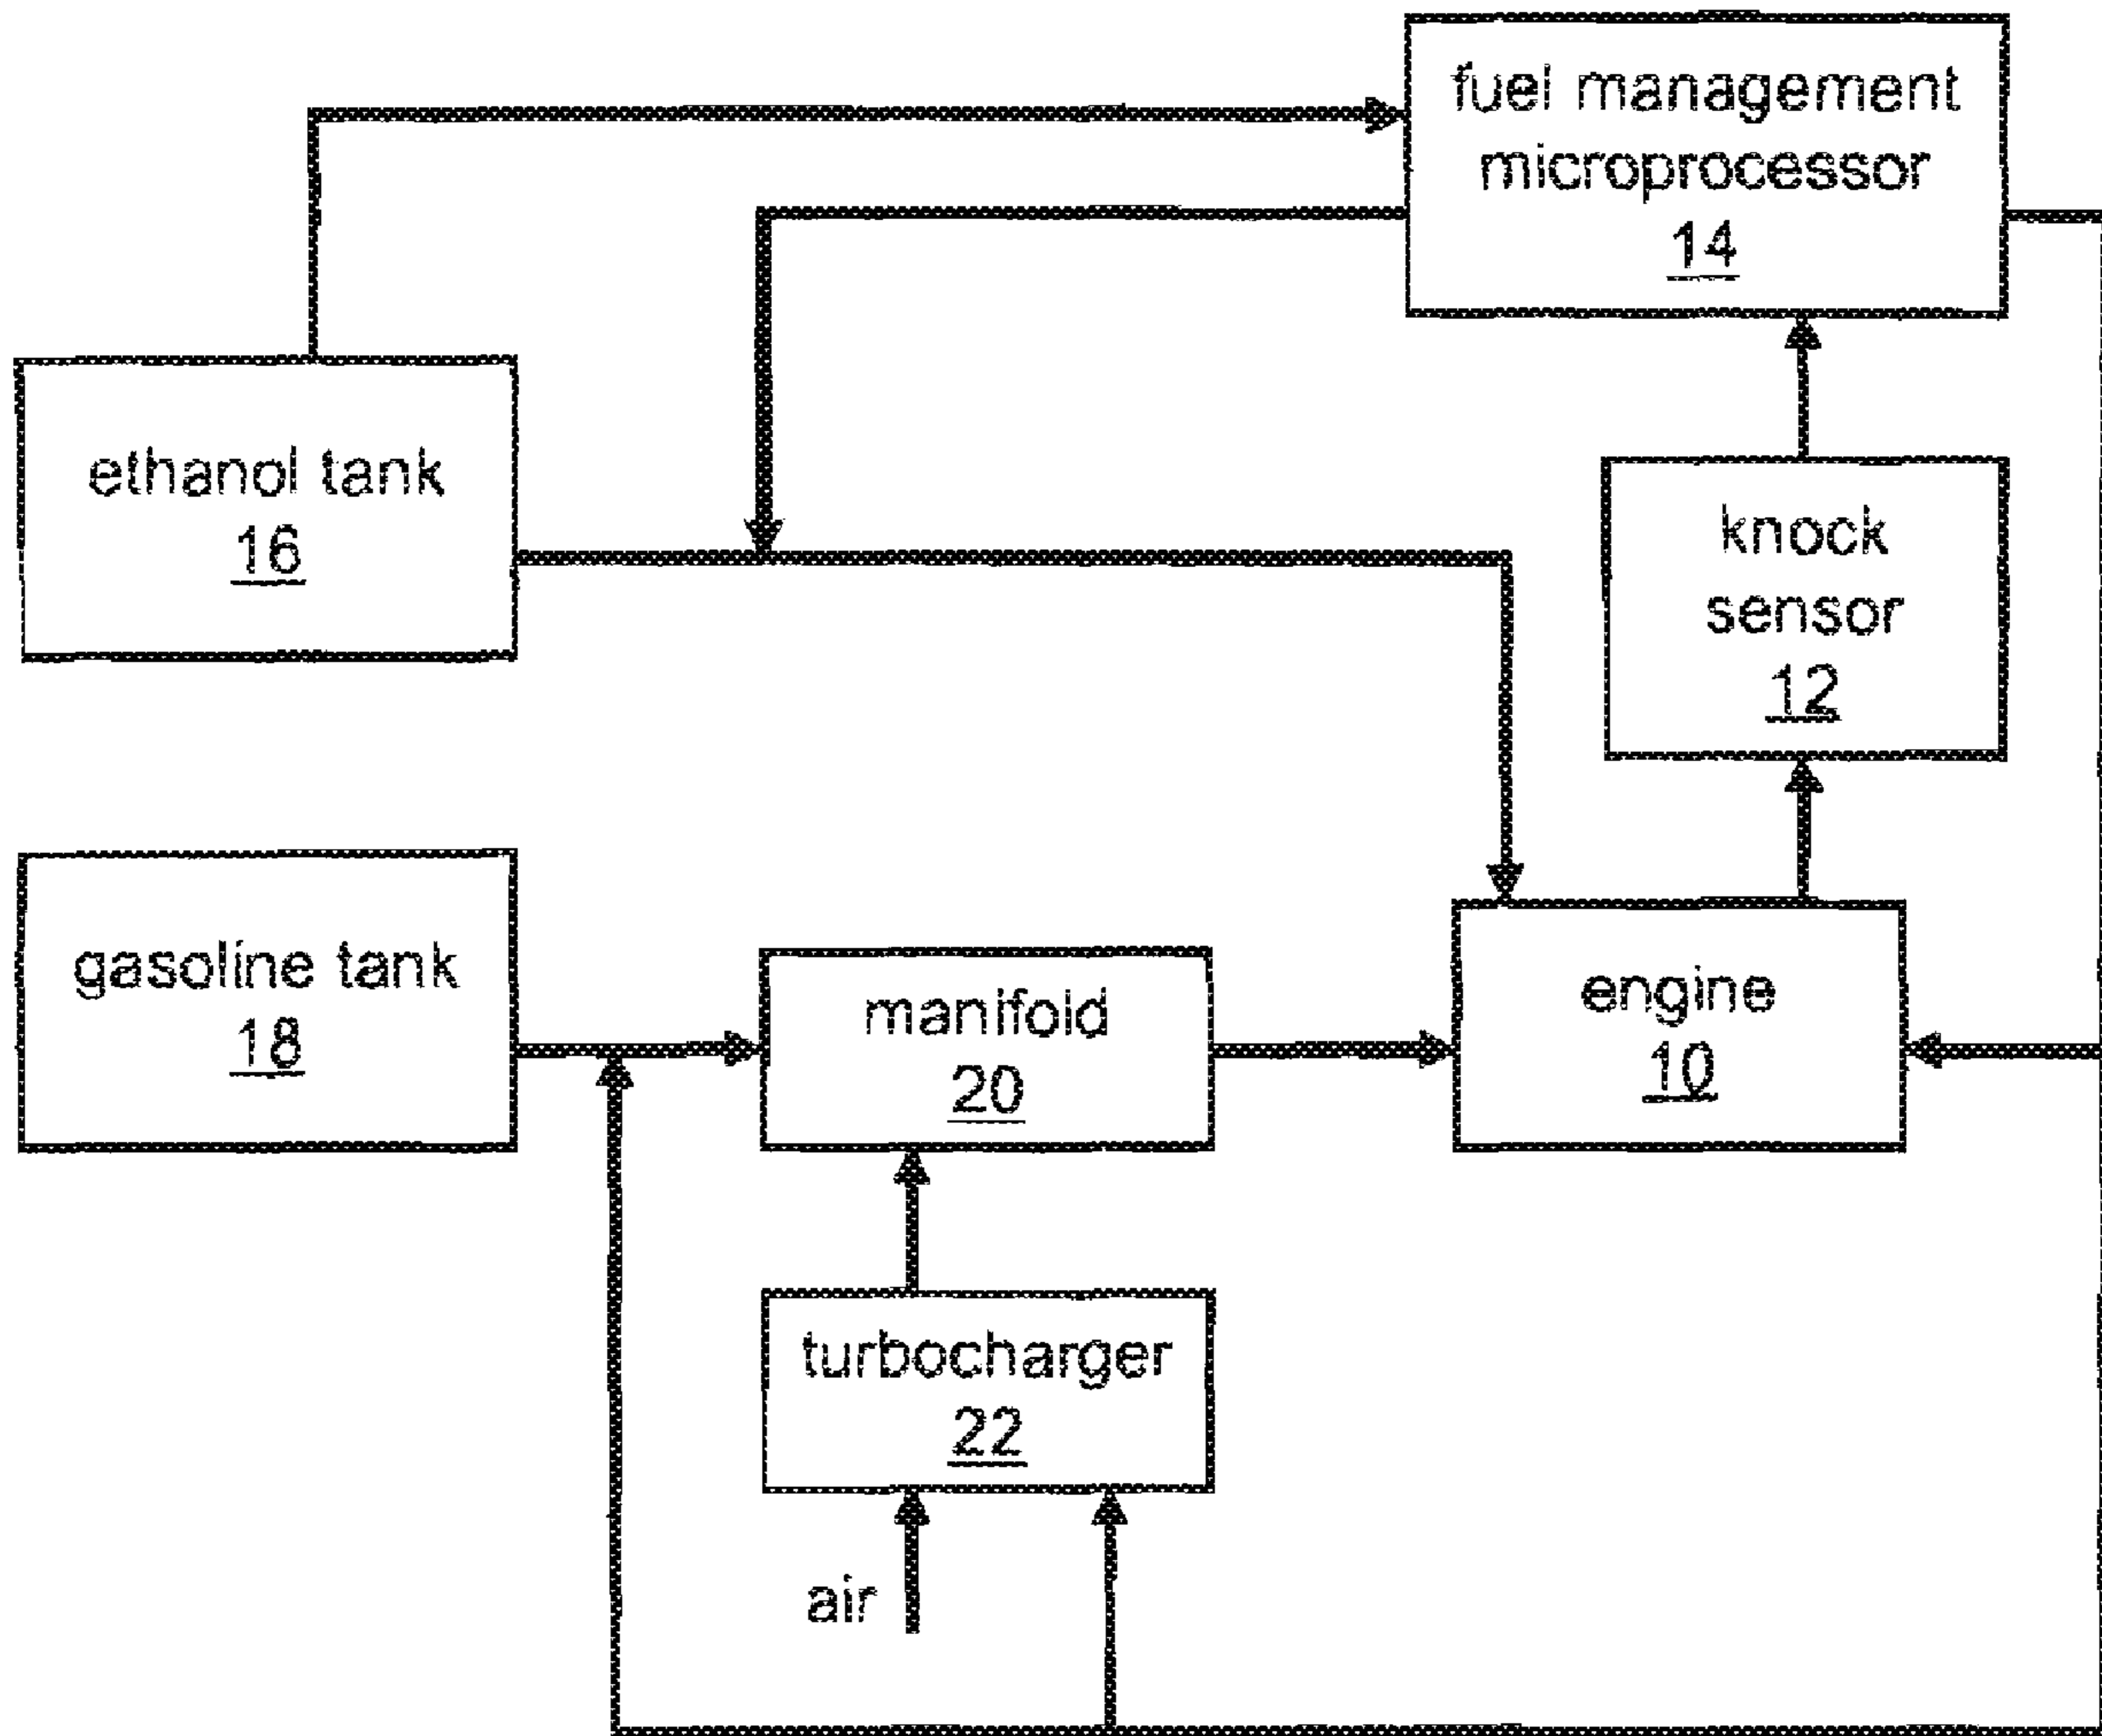 fuel management
microprocessor
14
ethanol tank
16
knock
sensor
12
gasoline tank
18
manifold
20
engine
10
turbocharger
22
air